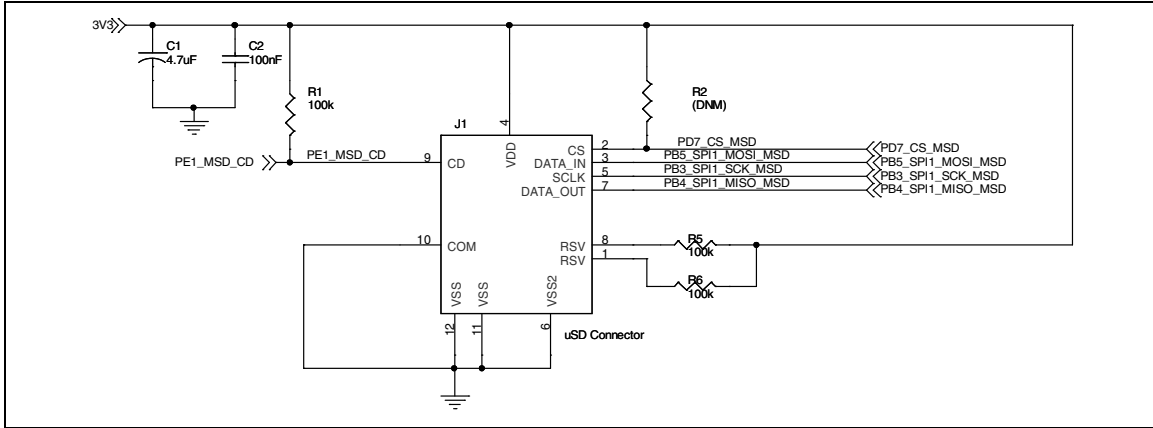 3V3
C1
4.7uF
C2
100nF
R1
100k
R2
(DNM)
J1
4
VDD
PE1_MSD_CD
PE1_MSD_CD
9
CD
CS
2
PD7_CS_MSD
PD7_CS_MSD
DATA_IN
3
PB5_SPI1_MOSI_MSD
PB5_SPI1_MOSI_MSD
SCLK
5
PB3_SPI1_SCK_MSD
PB3_SPI1_SCK_MSD
DATA_OUT
7
PB4_SPI1_MISO_MSD
PB4_SPI1_MISO_MSD
10
COM
RSV
8
R5
100k
RSV
1
R6
100k
VSS
VSS
VSS2
12
11
6
uSD Connector